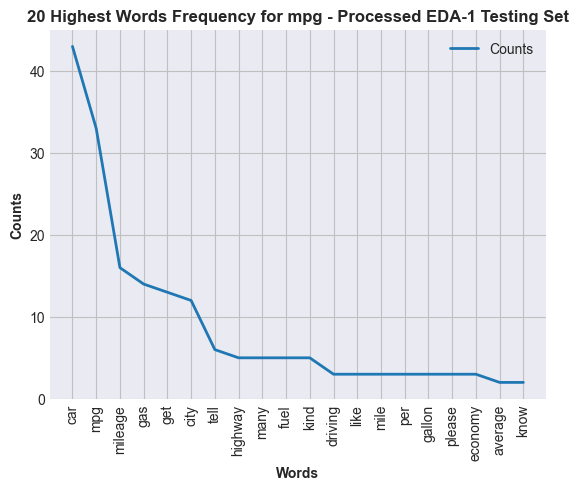 20 Highest Words Frequency for mpg - Processed EDA-1 Testing Set
Counts
40
30
20
10
0
Counts
car
mpg
mileage
gas
get
city
tell
highway
many
fuel
kind
driving
like
mile
per
gallon
please
economy
average
know
Words